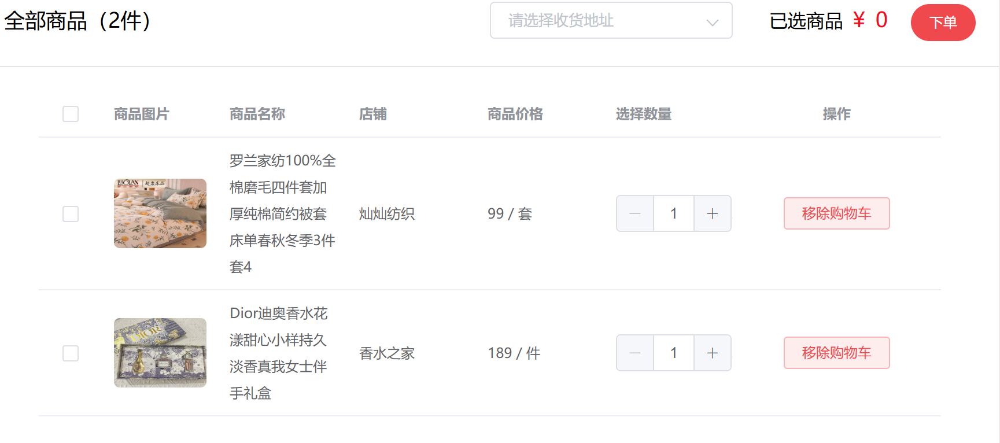 全部商品（2件）
请选择收货地址
已选商品 ¥ 0
下单
商品图片 商品名称 店铺 商品价格 选择数量 操作
LUOLAN 超柔床品
罗兰家纺100%全
棉磨毛四件套加
厚纯棉简约被套
床单春秋冬季3件
套4
灿灿纺织
99 / 套
1
移除购物车
DIOR
Dior迪奥香水花
漾甜心小样持久
淡香真我女士伴
手礼盒
香水之家
189 / 件
1
移除购物车